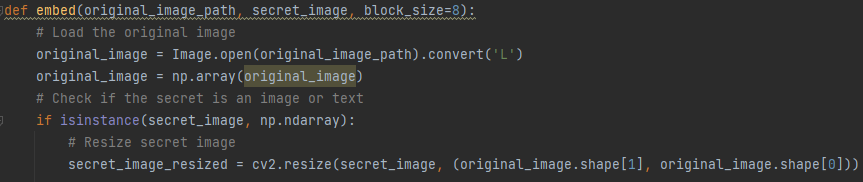 def embed(original_image_path, secret_image, block_size=8):
    # Load the original image
    original_image = Image.open(original_image_path).convert('L')
    original_image = np.array(original_image)
    # Check if the secret is an image or text
    if isinstance(secret_image, np.ndarray):
        # Resize secret image
        secret_image_resized = cv2.resize(secret_image, (original_image.shape[1], original_image.shape[0]))